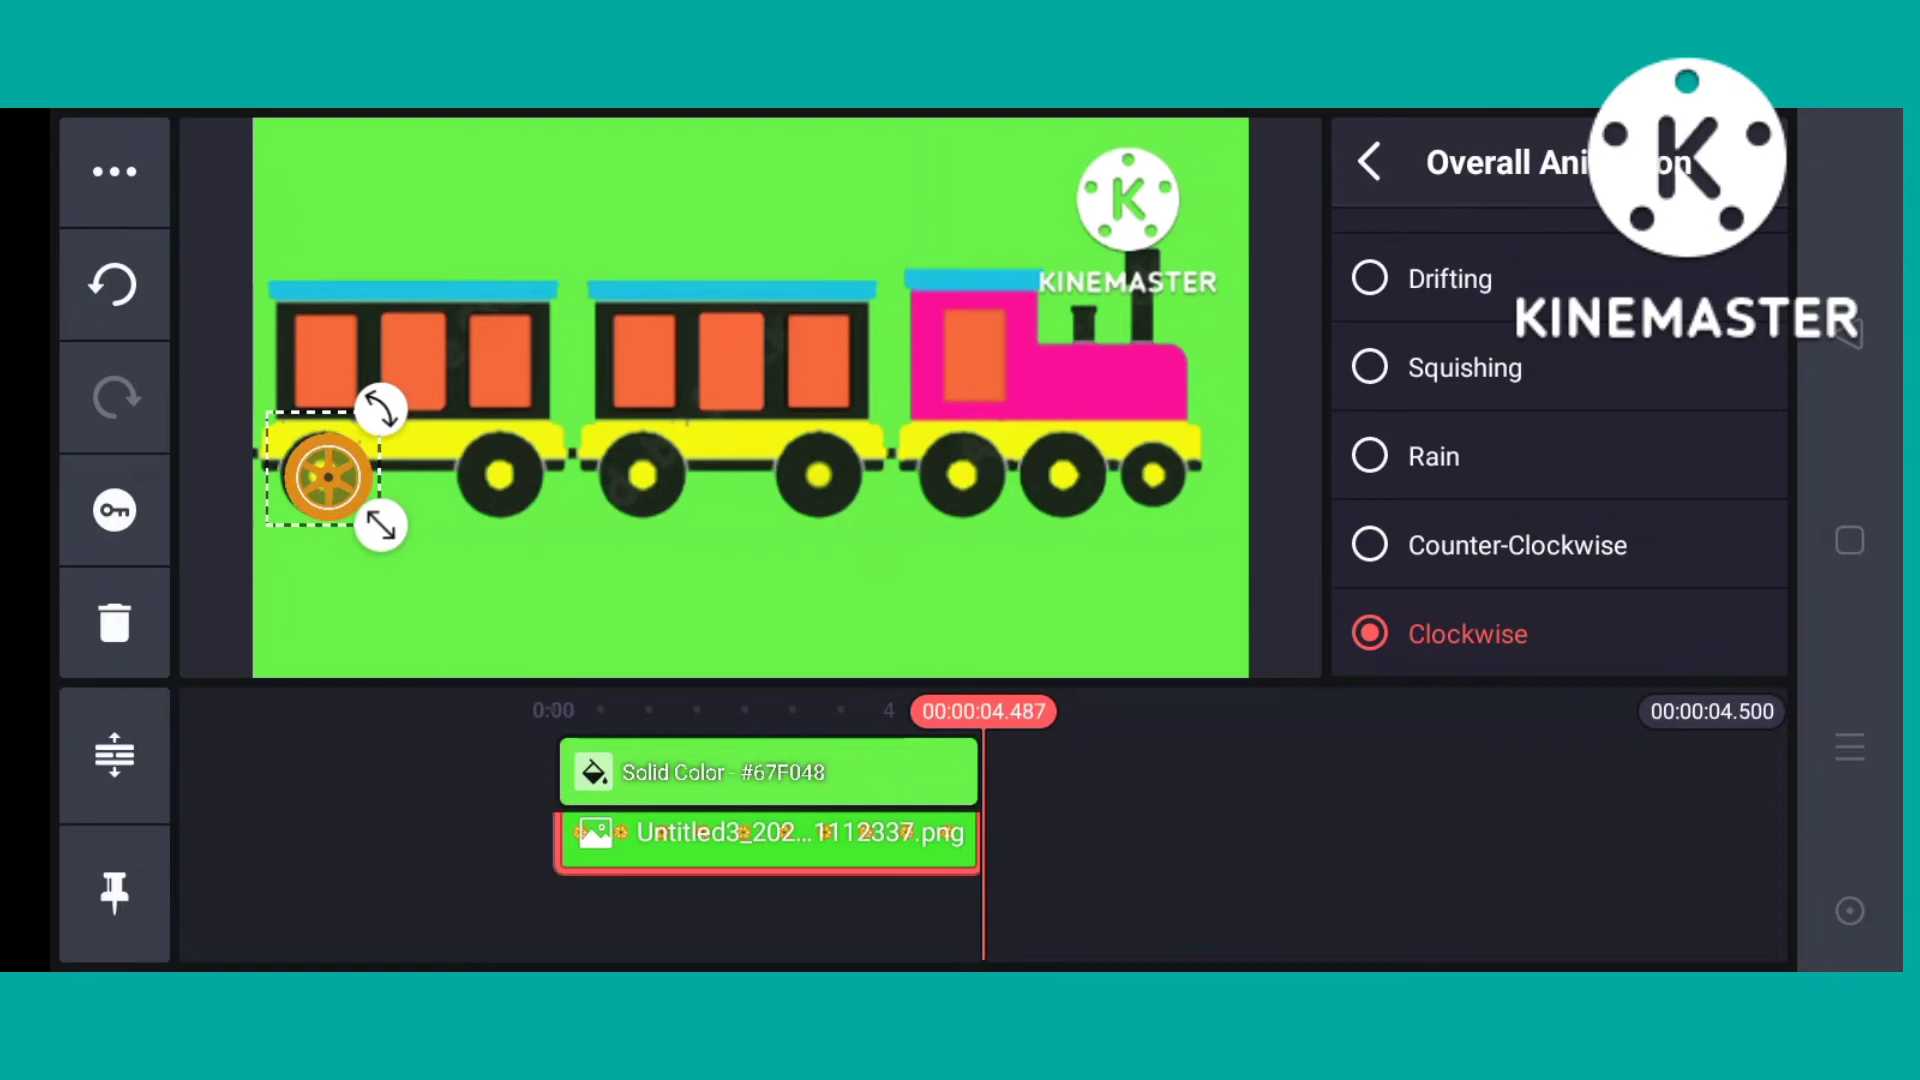 Overall Ani on
K
KINEMASTER
K
KINEMASTER
Drifting
Squishing
Rain
Counter-Clockwise
Clockwise
0:00
4
00:00:04.487
00:00:04.500
Solid Color - #67F048
Untitled3_202...1112337.png